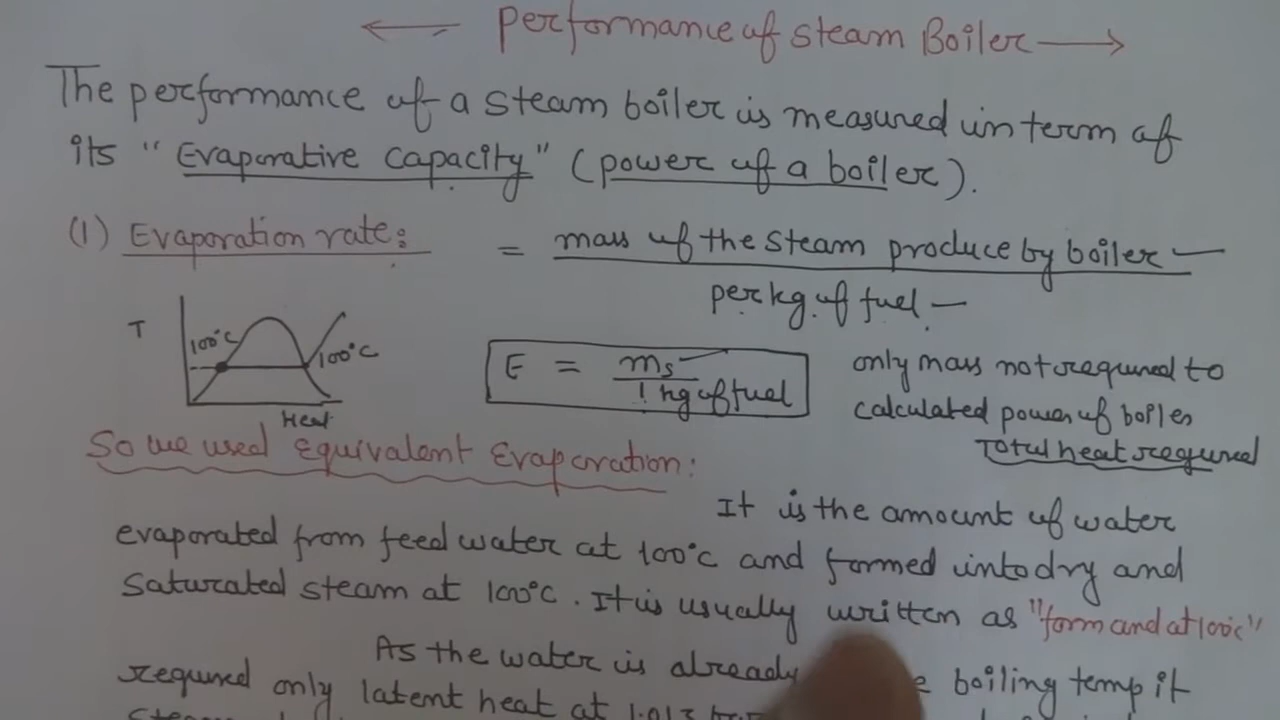 Performance of steam Boiler
The performance of a steam boiler is measured in term of
its "Evaporative capacity" (power of a boiler).
(1) Evaporation rate: = mass of the steam produce by boiler
per kg. of fuel
T 100°C 100°C
Heat
E = ms / 1 kg of fuel
only mass not required to
calculated power of boiler
Total heat required
So we used Equivalent Evaporation:
It is the amount of water
evaporated from feed water at 100°C and formed into dry and
saturated steam at 100°C. It is usually written as "form and at 100°C"
As the water is already boiling temp it
required only latent heat at 1.013